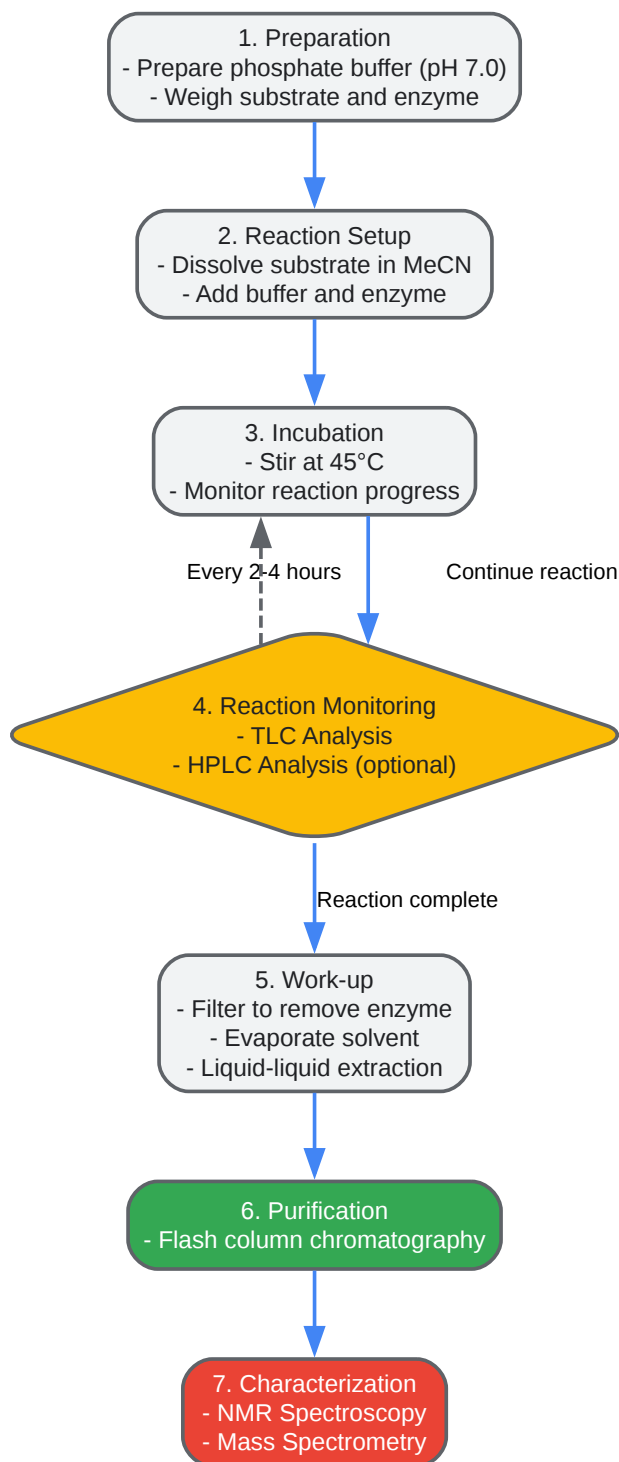 1. Preparation
- Prepare phosphate buffer (pH 7.0)
- Weigh substrate and enzyme
2. Reaction Setup
- Dissolve substrate in MeCN
- Add buffer and enzyme
3. Incubation
- Stir at 45°C
- Monitor reaction progress
Every 2-4 hours
Continue reaction
4. Reaction Monitoring
- TLC Analysis
- HPLC Analysis (optional)
Reaction complete
5. Work-up
- Filter to remove enzyme
- Evaporate solvent
- Liquid-liquid extraction
6. Purification
- Flash column chromatography
7. Characterization
- NMR Spectroscopy
- Mass Spectrometry